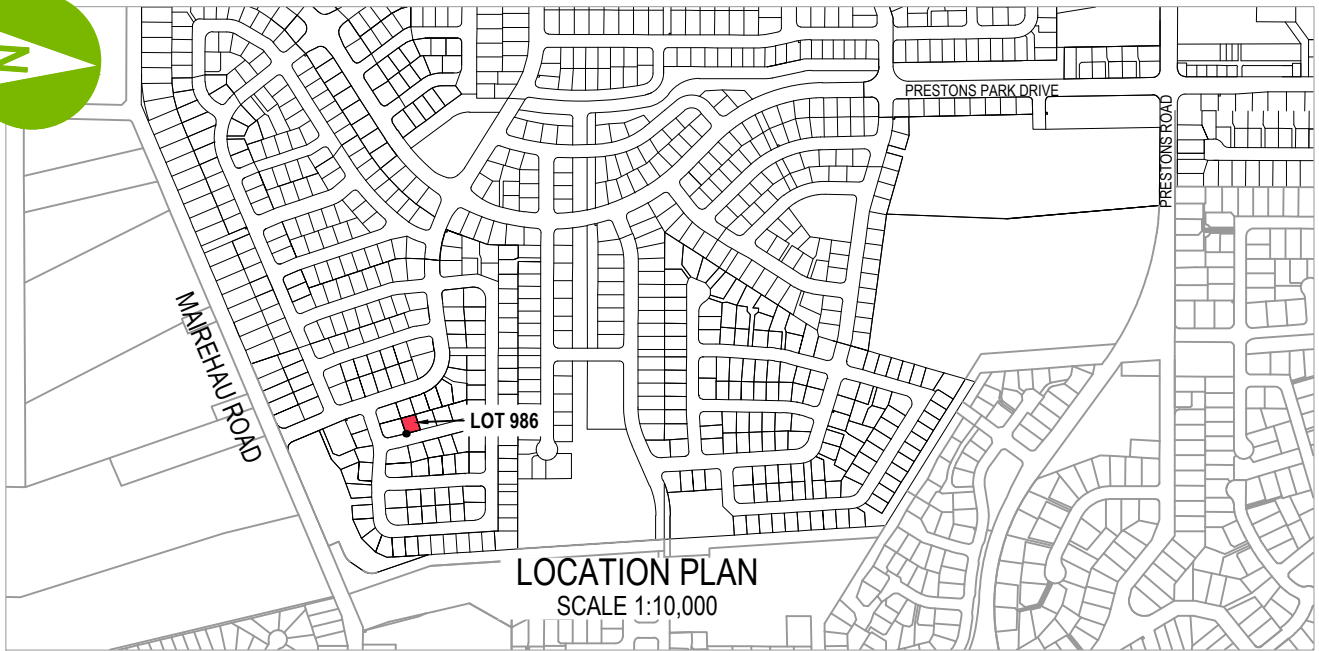 N
PRESTONS PARK DRIVE
PRESTONS ROAD
MAIREHAU ROAD
LOT 986
LOCATION PLAN
SCALE 1:10,000